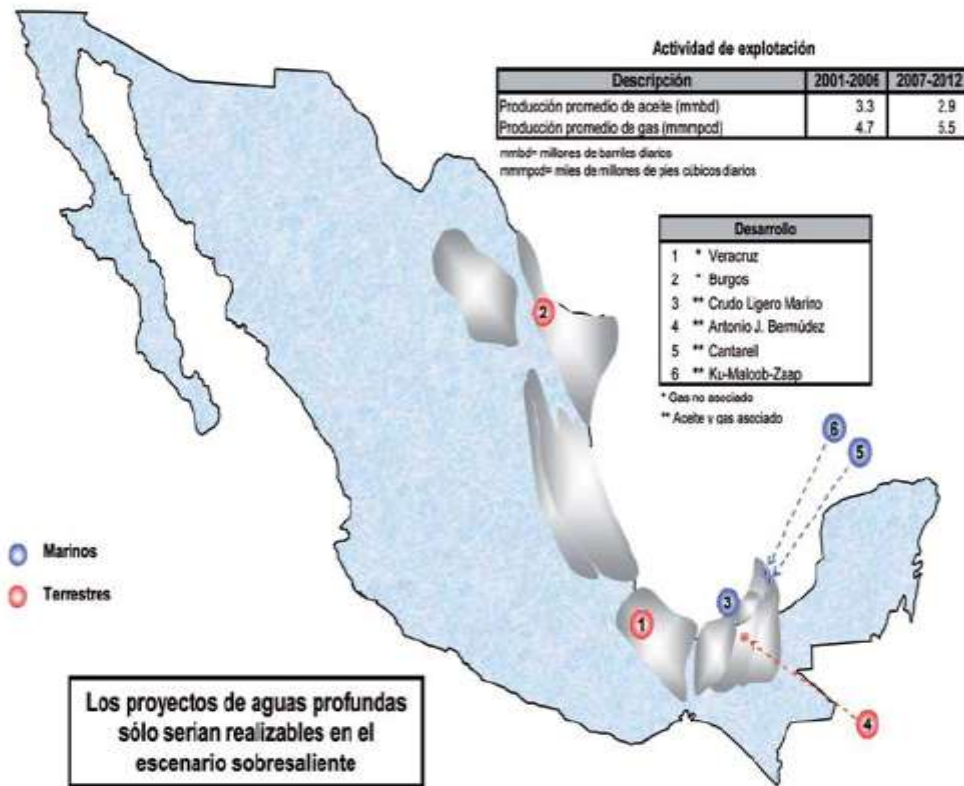 Actividad de explotación
Descripción 2001-2006 2007-2012
Producción promedio de aceite (mmbd) 3.3 2.9
Producción promedio de gas (mmmpcd) 4.7 5.5
mmbd= millones de barriles diarios
mmmpcd= miles de millones de pies cúbicos diarios
Desarrollo
1 * Veracruz
2 * Burgos
3 ** Crudo Ligero Marino
4 ** Antonio J. Bermúdez
5 ** Cantarell
6 ** Ku-Maloob-Zaap
* Gas no asociado
** Aceite y gas asociado
6
5
2
3
1
4
Marinos
Terrestres
Los proyectos de aguas profundas
sólo serían realizables en el
escenario sobresaliente